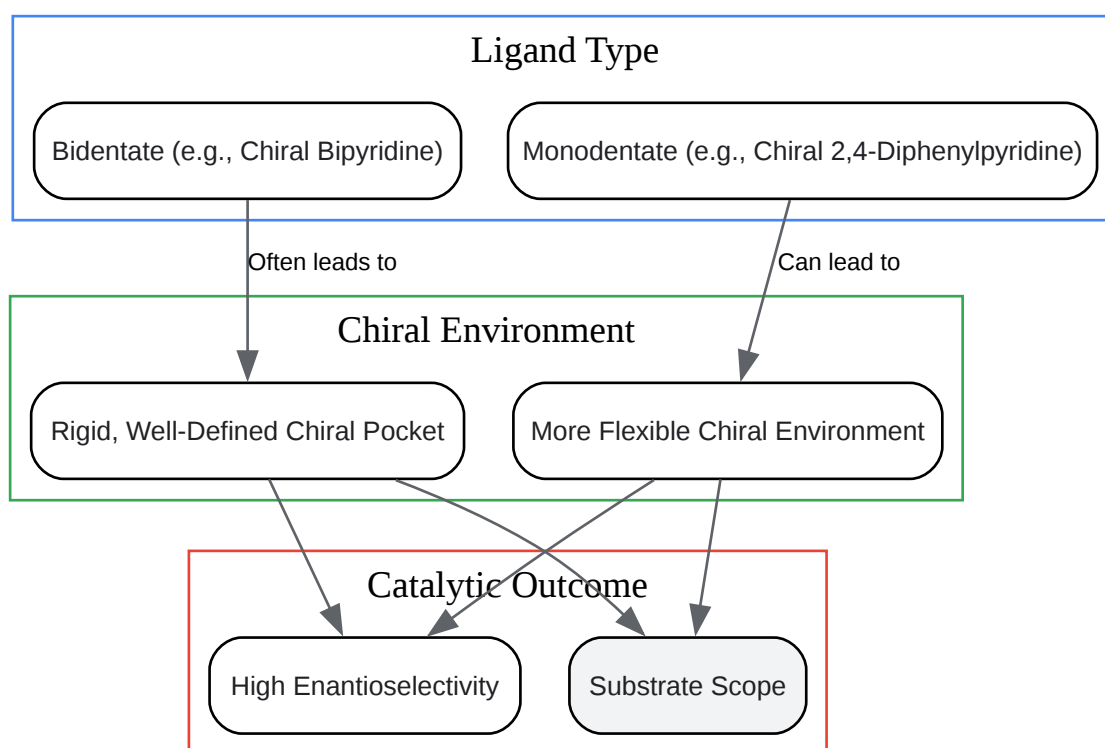 Ligand Type
Bidentate (e.g., Chiral Bipyridine)
Monodentate (e.g., Chiral 2,4-Diphenylpyridine)
Often leads to
Can lead to
Chiral Environment
Rigid, Well-Defined Chiral Pocket
More Flexible Chiral Environment
Catalytic Outcome
High Enantioselectivity
Substrate Scope